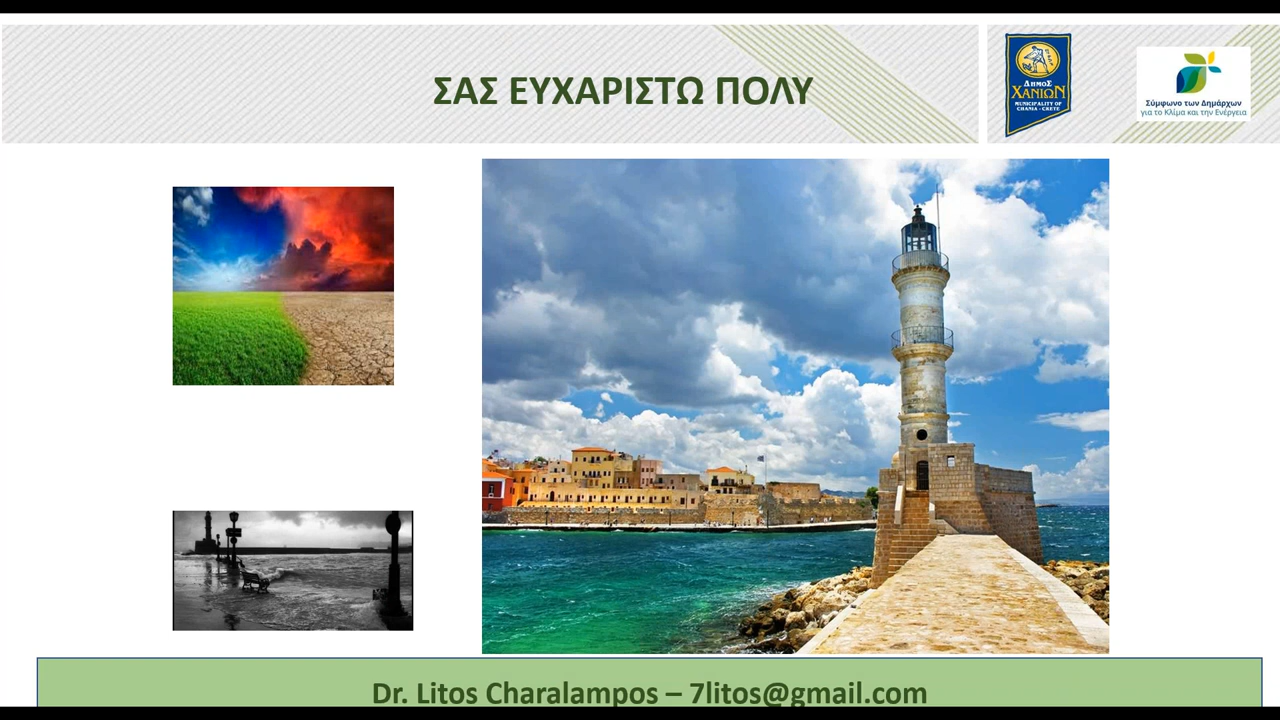 ΣΑΣ ΕΥΧΑΡΙΣΤΩ ΠΟΛΥ
ΔΗΜΟΣ
ΧΑΝΙΩΝ
MUNICIPALITY OF
CHANIA - CRETE
Σύμφωνο των Δημάρχων
για το Κλίμα και την Ενέργεια
Dr. Litos Charalampos – 7litos@gmail.com